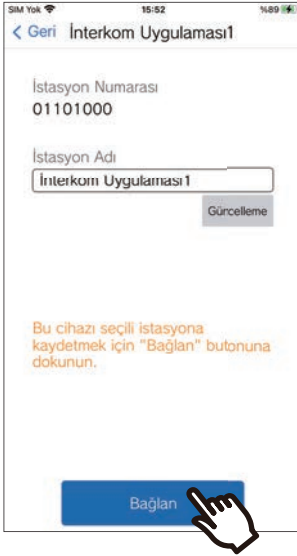 SIM Yok 15:52 %89
Geri İnterkom Uygulaması1
İstasyon Numarası
01101000
İstasyon Adı
İnterkom Uygulaması1
Gürcelleme
Bu cihazı seçili istasyona
kaydetmek için "Bağlan" butonuna
dokunun.
Bağlan